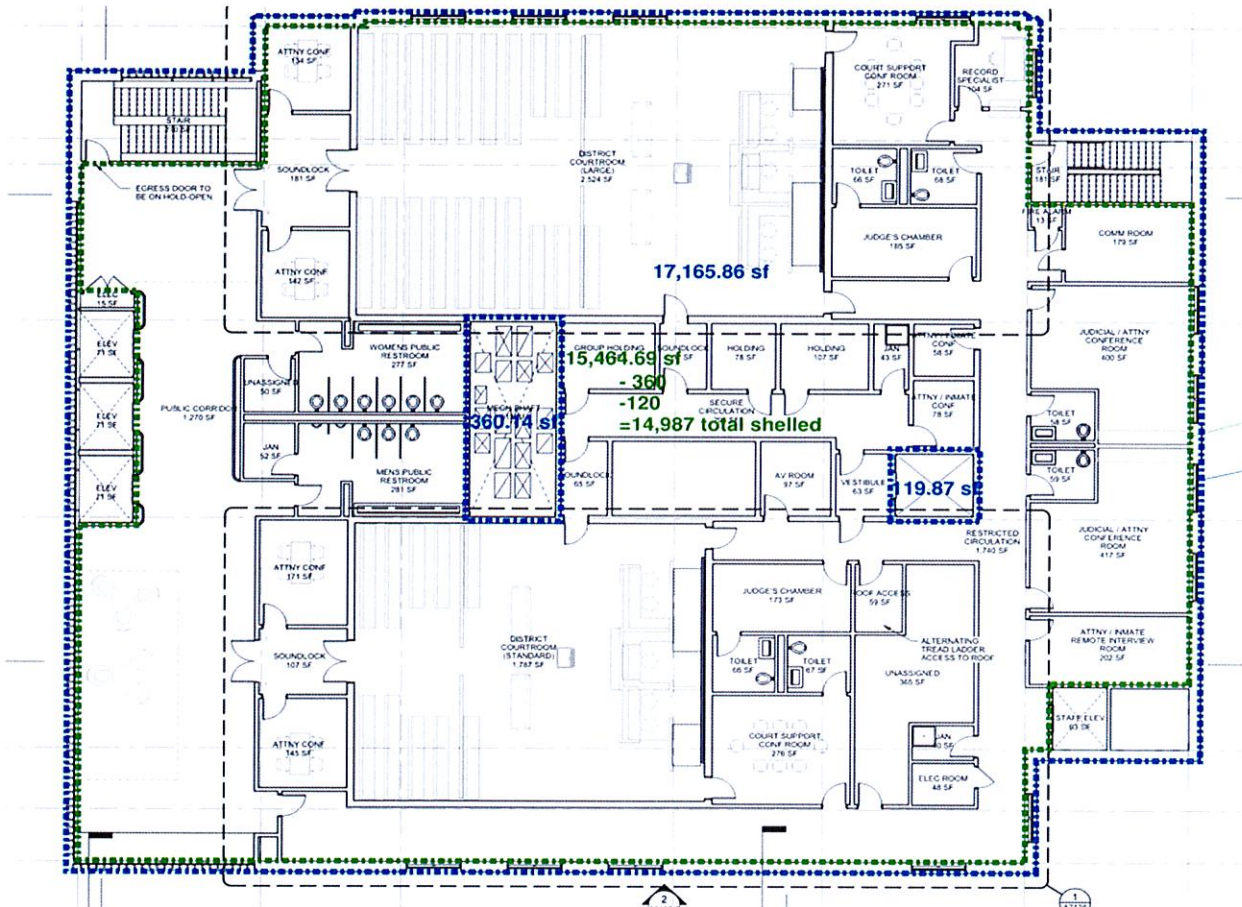 ATTNY CONF
134 SF
COURT SUPPORT
CONF ROOM
271 SF
RECORD
SPECIALIST
104 SF
STAIR
SOUNDLOCK
181 SF
DISTRICT
COURTROOM
(LARGE)
2,524 SF
TOILET
66 SF
TOILET
68 SF
STAIR
181 SF
EGRESS DOOR TO
BE ON HOLD-OPEN
FIRE ALARM
13 SF
COMM ROOM
179 SF
JUDGE'S CHAMBER
185 SF
ATTNY CONF
142 SF
17,165.86 sf
ELEC
15 SF
ELEV
71 SF
WOMENS PUBLIC
RESTROOM
277 SF
GROUP HOLDING
15,464.69 sf
- 360
-120
=14,987 total shelled
SOUNDLOCK
HOLDING
78 SF
HOLDING
107 SF
JAN
43 SF
CONF
58 SF
JUDICIAL / ATTNY
CONFERENCE
ROOM
400 SF
UNASSIGNED
50 SF
ELEV
71 SF
PUBLIC CORRIDOR
1,270 SF
MECH SHAFT
360.14 sf
SECURE
CIRCULATION
ATTNY / INMATE
CONF
78 SF
TOILET
58 SF
JAN
52 SF
ELEV
71 SF
MENS PUBLIC
RESTROOM
281 SF
SOUNDLOCK
65 SF
AV ROOM
97 SF
VESTIBULE
63 SF
119.87 sf
TOILET
59 SF
RESTRICTED
CIRCULATION
1,740 SF
JUDICIAL / ATTNY
CONFERENCE
ROOM
417 SF
ATTNY CONF
171 SF
JUDGE'S CHAMBER
173 SF
ROOF ACCESS
59 SF
SOUNDLOCK
107 SF
DISTRICT
COURTROOM
(STANDARD)
1,787 SF
ALTERNATING
TREAD LADDER
ACCESS TO ROOF
ATTNY / INMATE
REMOTE INTERVIEW
ROOM
202 SF
TOILET
66 SF
TOILET
67 SF
UNASSIGNED
365 SF
STAFF ELEV
93 SF
ATTNY CONF
145 SF
COURT SUPPORT
CONF ROOM
276 SF
JAN
ELEC ROOM
48 SF
2
1